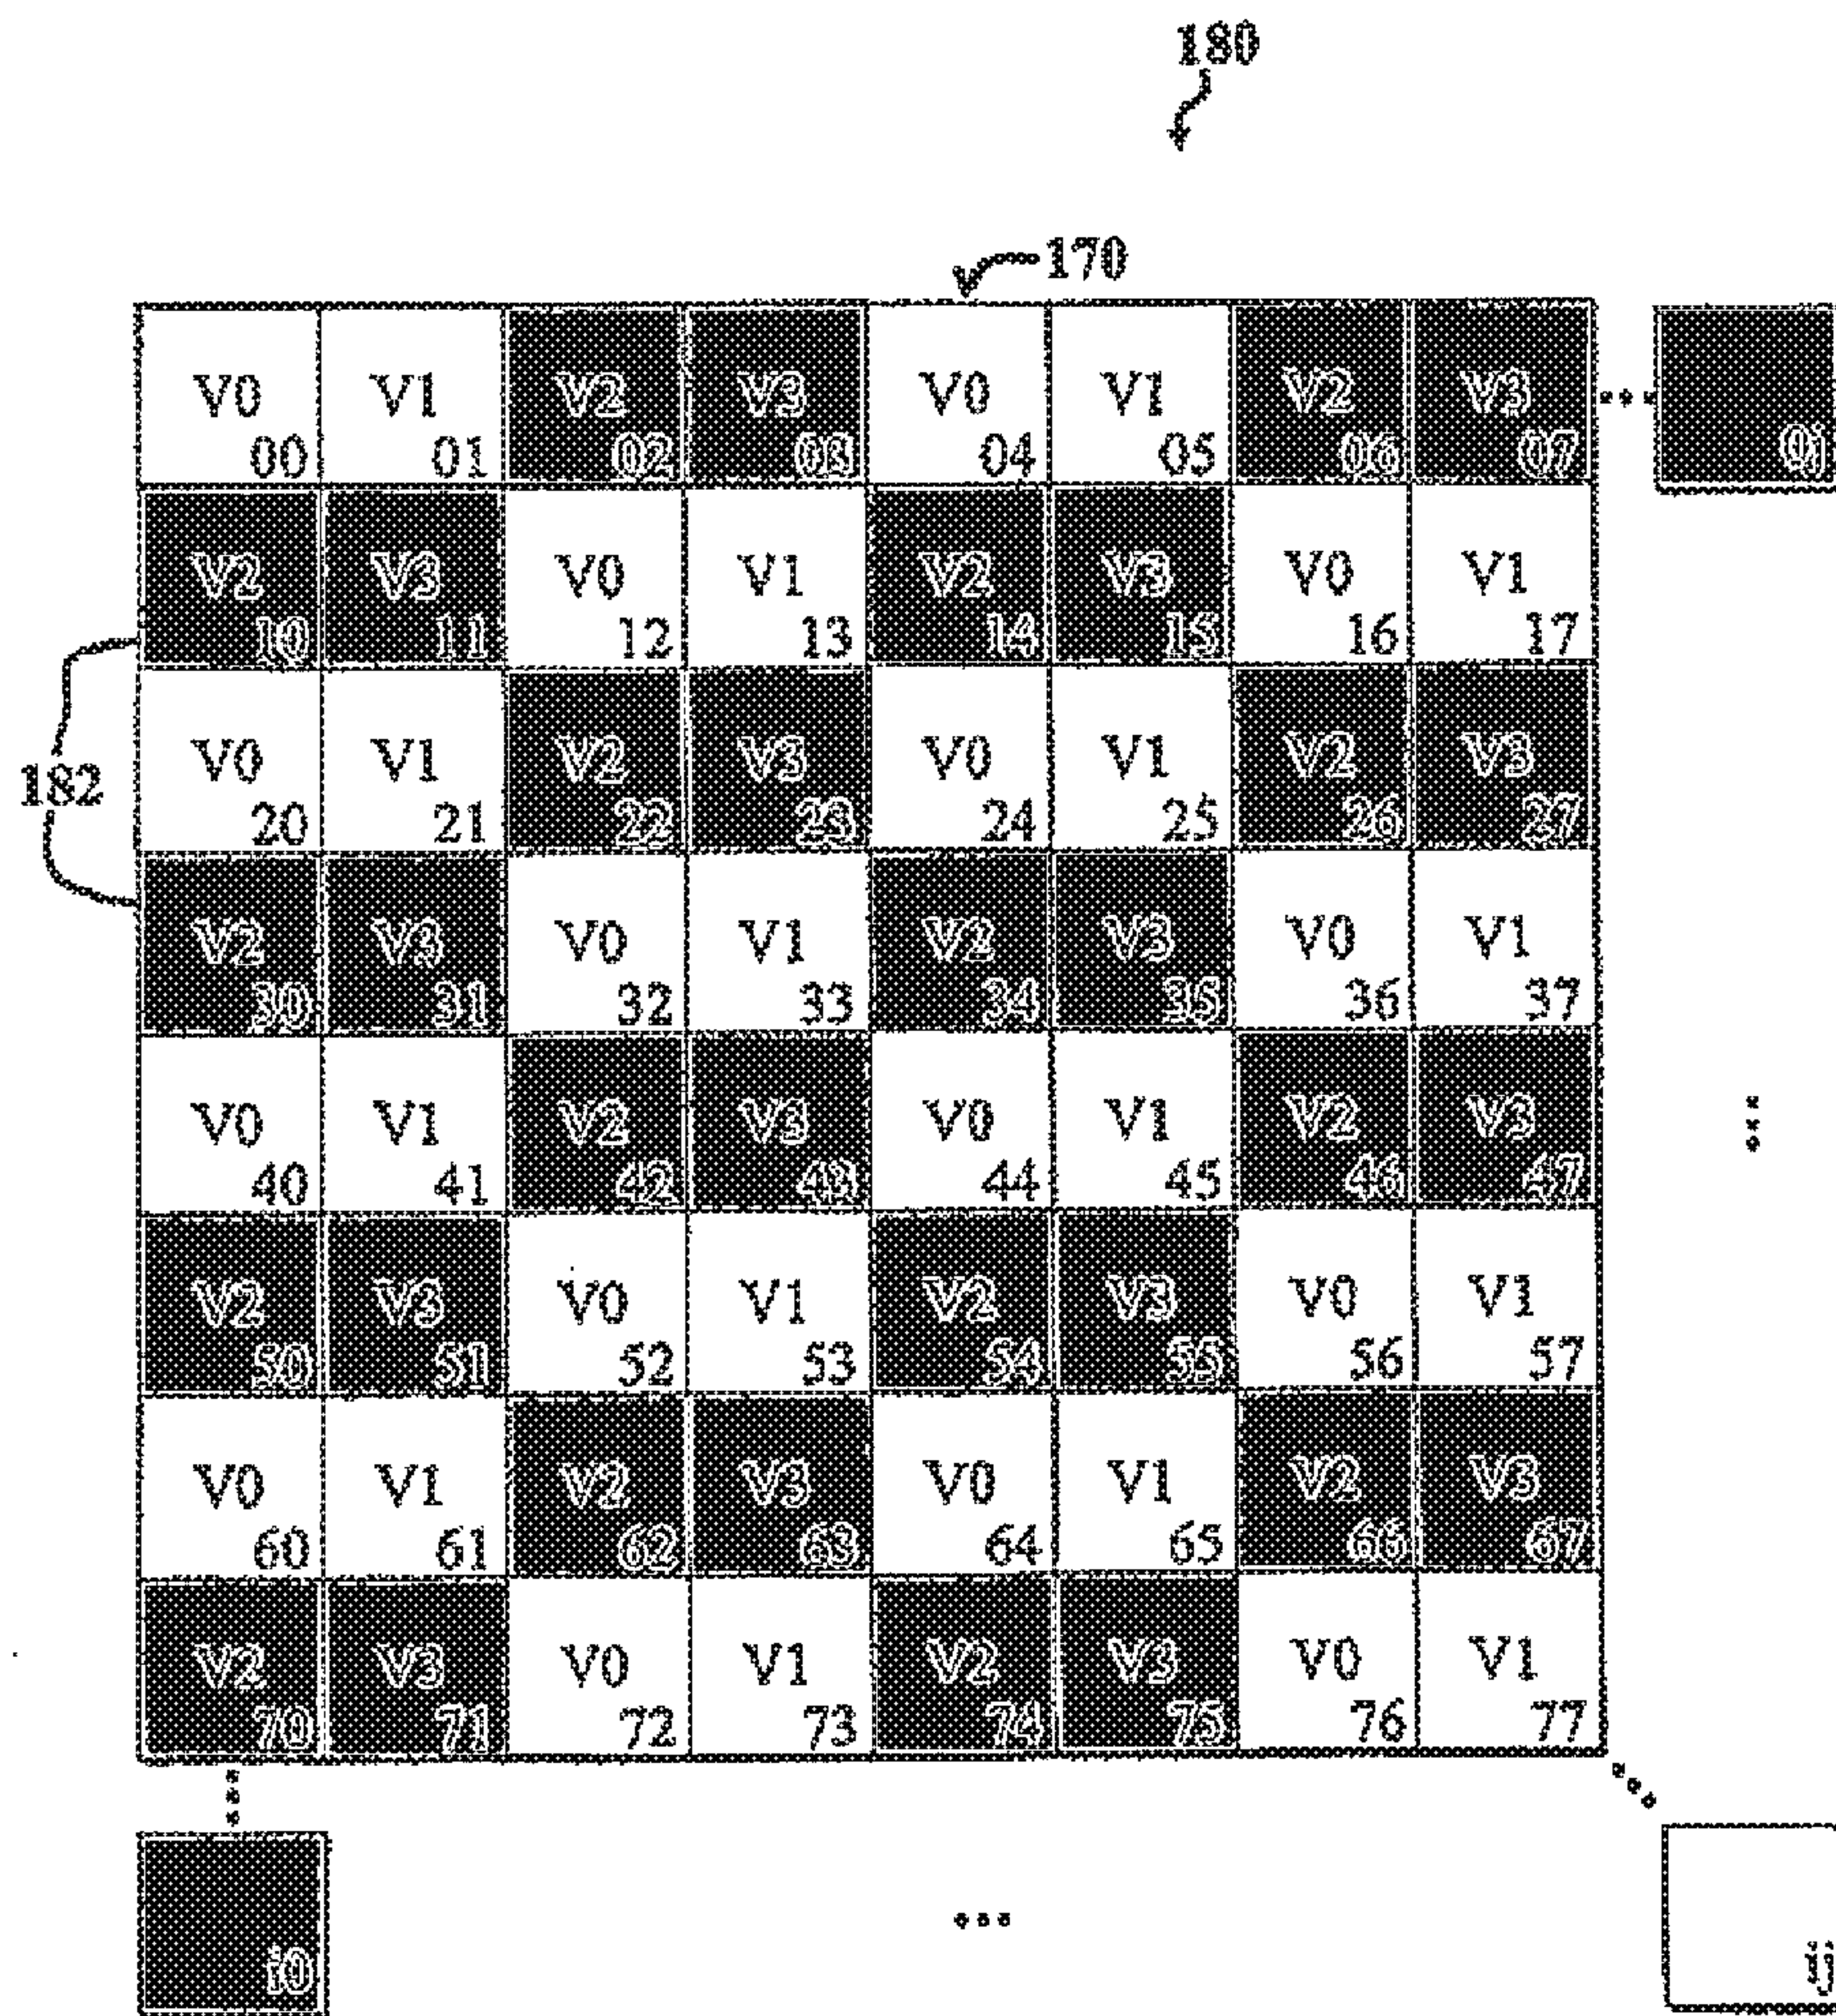 180
170
V0 V1 V2 V3 V0 V1 V2 V3
00 01 02 03 04 05 06 07 0j
V2 V3 V0 V1 V2 V3 V0 V1
10 11 12 13 14 15 16 17
V0 V1 V2 V3 V0 V1 V2 V3
182
20 21 22 23 24 25 26 27
V2 V3 V0 V1 V2 V3 V0 V1
30 31 32 33 34 35 36 37
V0 V1 V2 V3 V0 V1 V2 V3
40 41 42 43 44 45 46 47
V2 V3 V0 V1 V2 V3 V0 V1
50 51 52 53 54 55 56 57
V0 V1 V2 V3 V0 V1 V2 V3
60 61 62 63 64 65 66 67
V2 V3 V0 V1 V2 V3 V0 V1
70 71 72 73 74 75 76 77
i0 ij